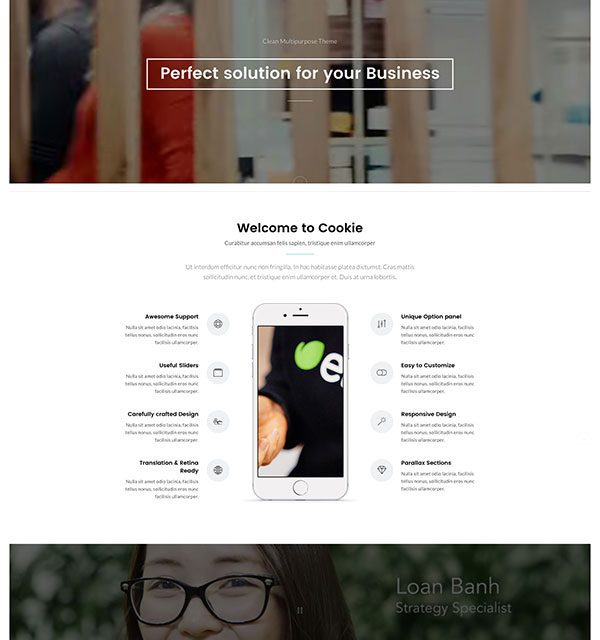 Clean Multipurpose Theme
Perfect solution for your Business
Welcome to Cookie
Curabitur accumsan felis sapien, tristique enim ullamcorper
Ut interdum efficitur nunc non fringilla. In hac habitasse platea dictumst. Cras mattis
sollicitudin nunc, et tristique enim ullamcorper et. Duis at urna lobortis.
Awesome Support
Nulla sit amet odio lacinia, facilisis
tellus nonus, sollicitudin eros nunc
facilisis ullamcorper.
Useful Sliders
Nulla sit amet odio lacinia, facilisis
tellus nonus, sollicitudin eros nunc
facilisis ullamcorper.
Carefully crafted Design
Nulla sit amet odio lacinia, facilisis
tellus nonus, sollicitudin eros nunc
facilisis ullamcorper.
Translation & Retina
Ready
Nulla sit amet odio lacinia, facilisis
tellus nonus, sollicitudin eros nunc
facilisis ullamcorper.
e
Unique Option panel
Nulla sit amet odio lacinia, facilisis
tellus nonus, sollicitudin eros nunc
facilisis ullamcorper.
Easy to Customize
Nulla sit amet odio lacinia, facilisis
tellus nonus, sollicitudin eros nunc
facilisis ullamcorper.
Responsive Design
Nulla sit amet odio lacinia, facilisis
tellus nonus, sollicitudin eros nunc
facilisis ullamcorper.
Parallax Sections
Nulla sit amet odio lacinia, facilisis
tellus nonus, sollicitudin eros nunc
facilisis ullamcorper.
Loan Banh
Strategy Specialist